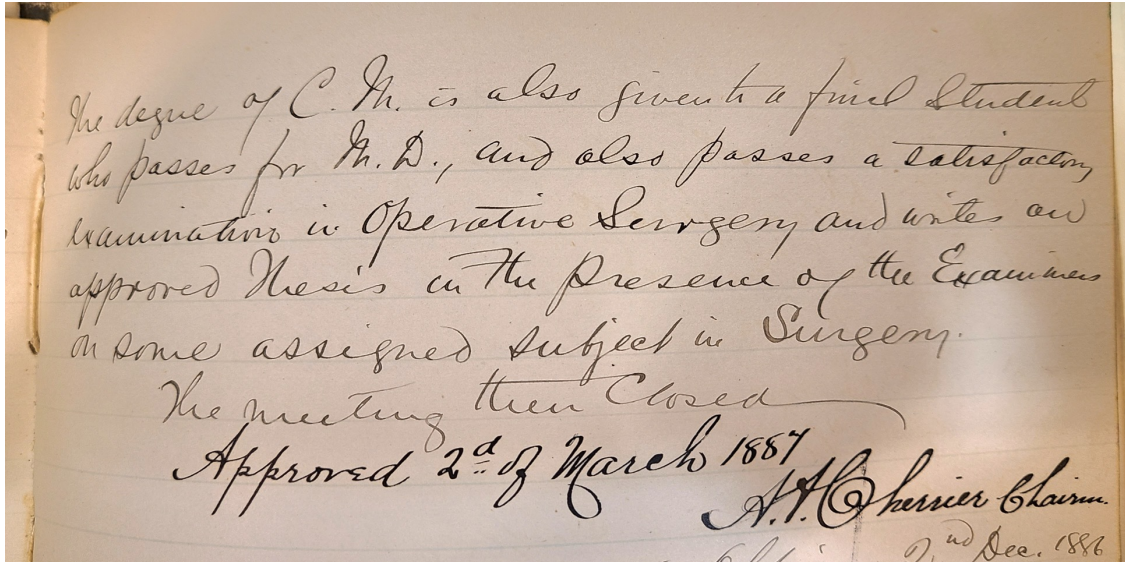 The degree of C. M. is also given to a final Student
who passes for M. D., and also passes a satisfactory
examination in Operative Surgery and writes an
approved Thesis in the presence of the Examiners
on some assigned subject in Surgery.
The meeting then Closed
Approved 2d of March 1887
Cherrier Chairm.
2nd Dec. 1886